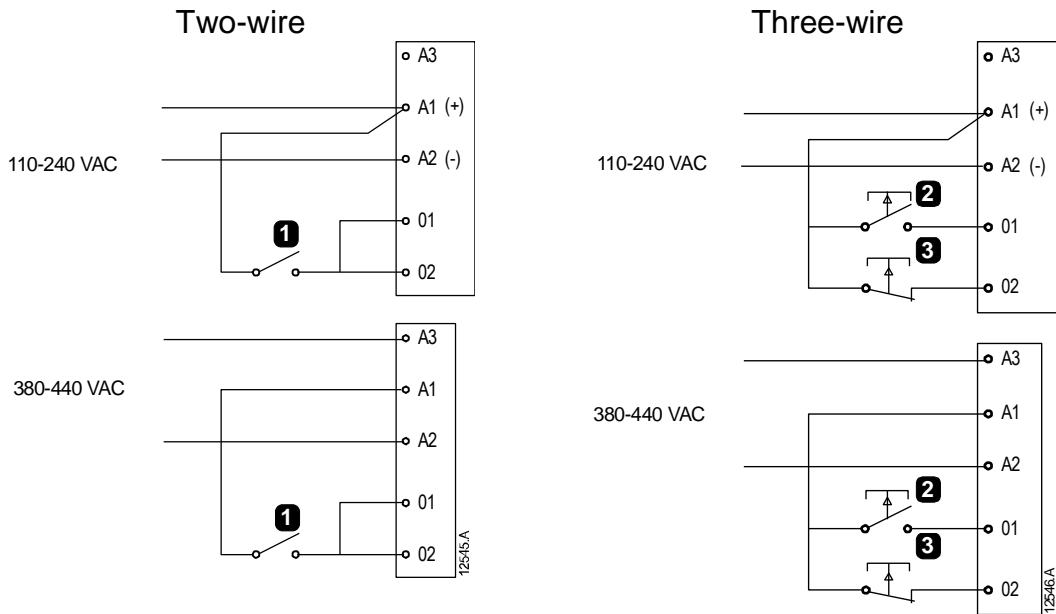 Two-wire
A3
A1 (+)
110-240 VAC
A2 (-)
01
1
02
A3
380-440 VAC
A1
A2
01
1
02
12545.A
Three-wire
A3
A1 (+)
110-240 VAC
A2 (-)
2
01
3
02
A3
380-440 VAC
A1
A2
2
01
3
02
12546.A